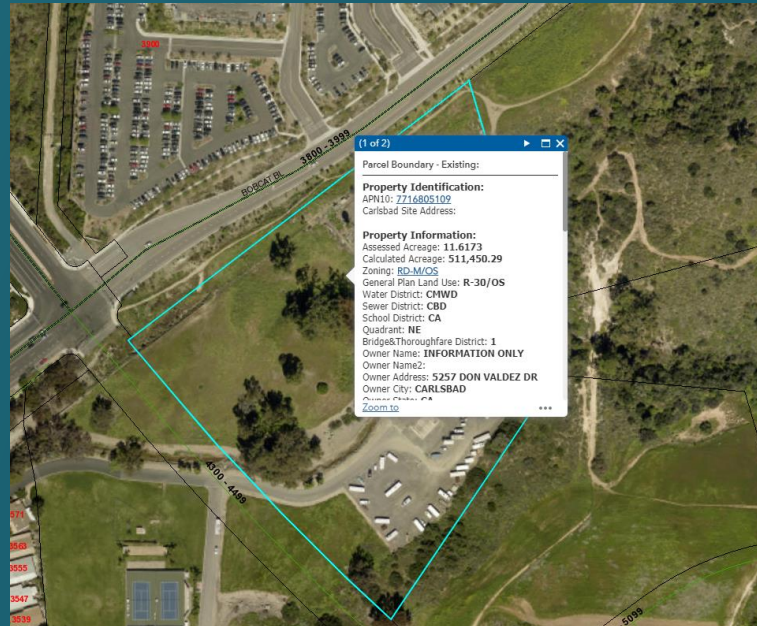 3900
3800 - 3999
BOBCAT BL
(1 of 2)
Parcel Boundary - Existing:
Property Identification:
APN10: 7716805109
Carlsbad Site Address:
Property Information:
Assessed Acreage: 11.6173
Calculated Acreage: 511,450.29
Zoning: RD-M/OS
General Plan Land Use: R-30/OS
Water District: CMWD
Sewer District: CBD
School District: CA
Quadrant: NE
Bridge&Thoroughfare District: 1
Owner Name: INFORMATION ONLY
Owner Name2:
Owner Address: 5257 DON VALDEZ DR
Owner City: CARLSBAD
Owner State: CA
Zoom to
4300 - 4499
3571
3563
3555
3547
3539
5099